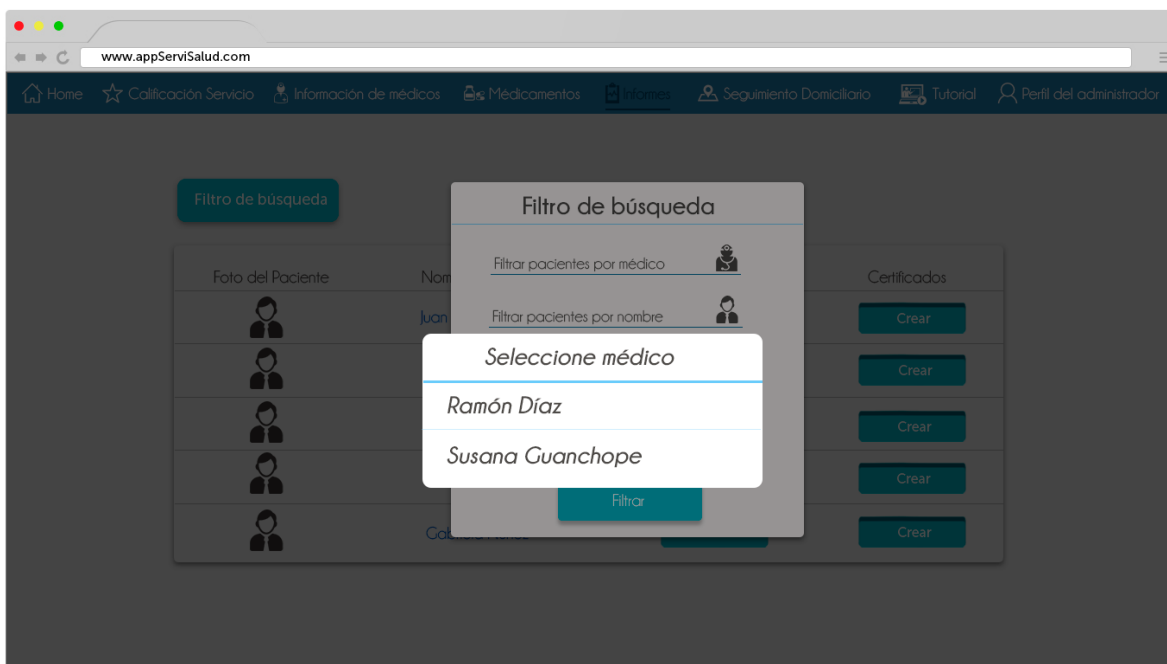 www.appServiSalud.com
Home Calificación Servicio Información de médicos Médicamentos Informes Seguimiento Domiciliario Tutorial Perfil del administrador
Filtro de búsqueda
Filtro de búsqueda
Filtrar pacientes por médico
Foto del Paciente Nom Certificados
Filtrar pacientes por nombre
Juan Crear
Seleccione médico
Crear
Ramón Díaz
Crear
Susana Guanchope
Crear
Filtrar
Crear